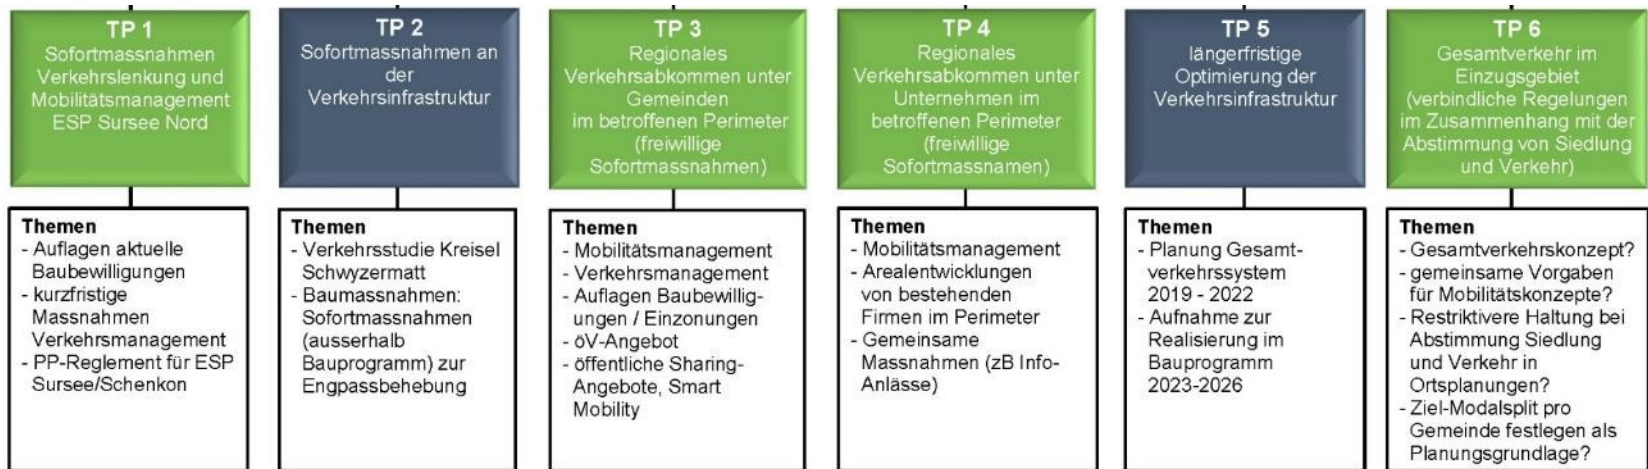 TP 1
Sofortmassnahmen
Verkehrslenkung und
Mobilitätsmanagement
ESP Sursee Nord
Themen
- Auflagen aktuelle
Baubewilligungen
- kurzfristige
Massnahmen
Verkehrsmanagement
- PP-Reglement für ESP
Sursee/Schenkon
TP 2
Sofortmassnahmen an
der
Verkehrsinfrastruktur
Themen
- Verkehrsstudie Kreisel
Schwyzermatt
- Baumassnahmen:
Sofortmassnahmen
(ausserhalb
Bauprogramm) zur
Engpassbehebung
TP 3
Regionales
Verkehrsabkommen unter
Gemeinden
im betroffenen Perimeter
(freiwillige
Sofortmassnahmen)
Themen
- Mobilitätsmanagement
- Verkehrsmanagement
- Auflagen Baubewillig-
ungen / Einzonungen
- öV-Angebot
- öffentliche Sharing-
Angebote, Smart
Mobility
TP 4
Regionales
Verkehrsabkommen unter
Unternehmen im
betroffenen Perimeter
(freiwillige
Sofortmassnamen)
Themen
- Mobilitätsmanagement
- Arealentwicklungen
von bestehenden
Firmen im Perimeter
- Gemeinsame
Massnahmen (zB Info-
Anlässe)
TP 5
längerfristige
Optimierung der
Verkehrsinfrastruktur
Themen
- Planung Gesamt-
verkehrssystem
2019 - 2022
- Aufnahme zur
Realisierung im
Bauprogramm
2023-2026
TP 6
Gesamtverkehr im
Einzugsgebiet
(verbindliche Regelungen
im Zusammenhang mit der
Abstimmung von Siedlung
und Verkehr)
Themen
- Gesamtverkehrskonzept?
- gemeinsame Vorgaben
für Mobilitätskonzepte?
- Restriktivere Haltung bei
Abstimmung Siedlung
und Verkehr in
Ortsplanungen?
- Ziel-Modalsplit pro
Gemeinde festlegen als
Planungsgrundlage?